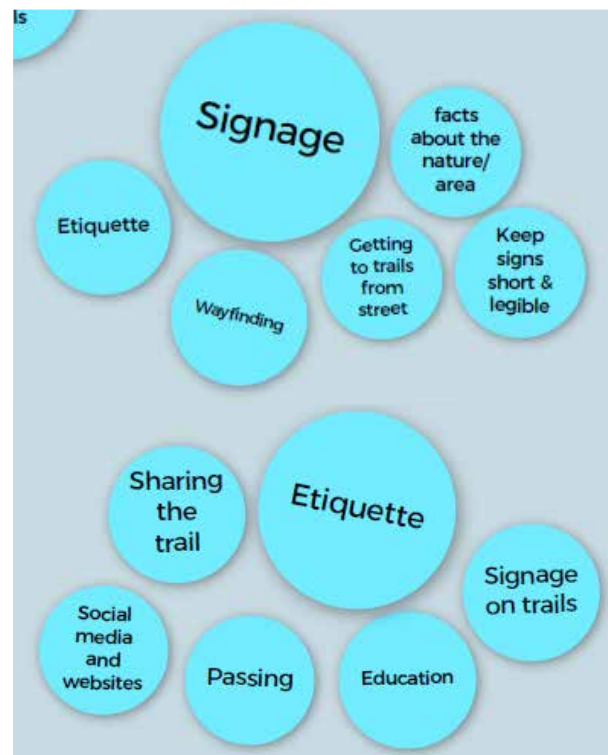 ls
Signage
facts
about the
nature/
area
Etiquette
Wayfinding
Getting
to trails
from
street
Keep
signs
short &
legible
Sharing
the
trail
Etiquette
Signage
on trails
Social
media
and
websites
Passing
Education